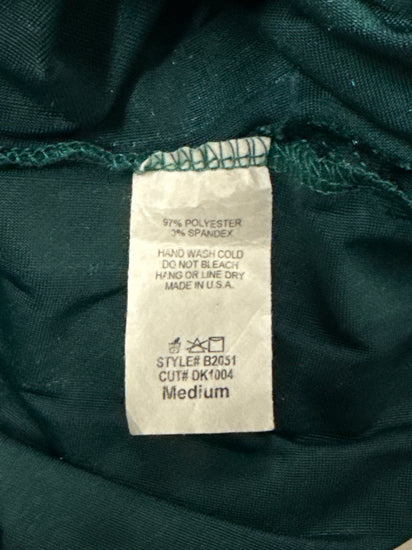 97% POLYESTER
3% SPANDEX
HAND WASH COLD
DO NOT BLEACH
HANG OR LINE DRY
MADE IN U.S.A.
STYLE# B2051
CUT# DK1004
Medium